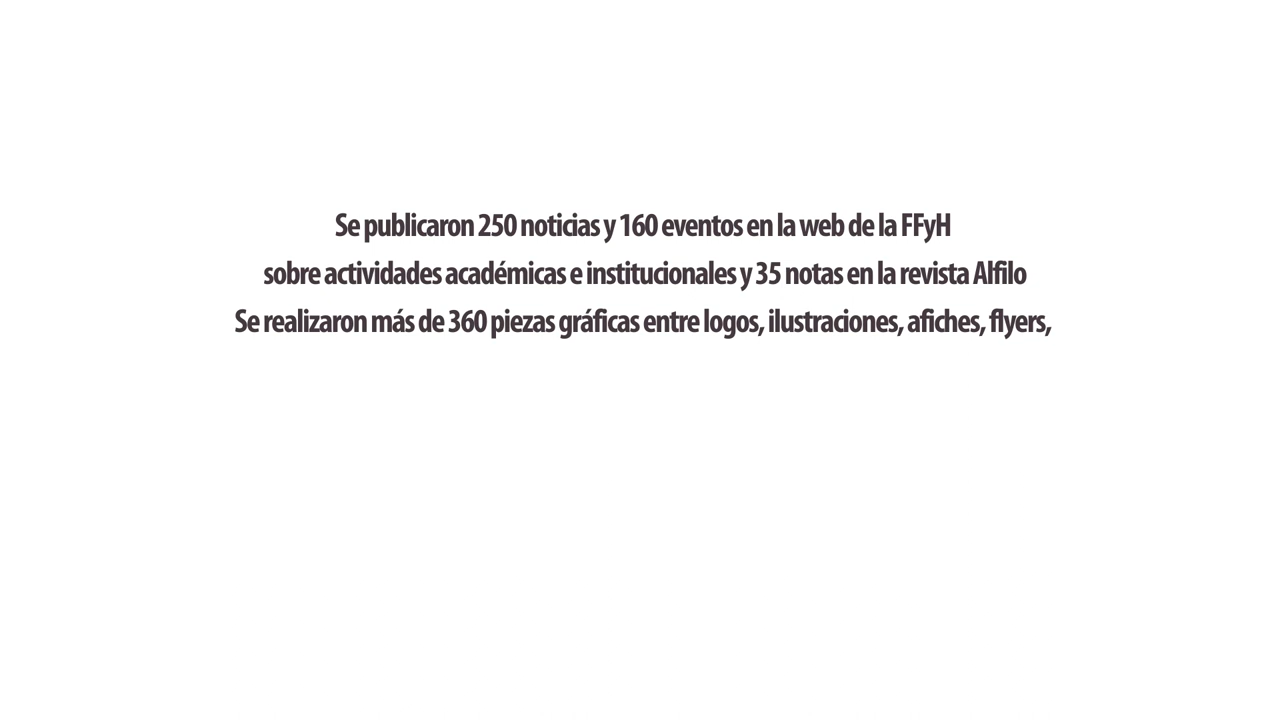 Se publicaron 250 noticias y 160 eventos en la web de la FFyH
sobre actividades académicas e institucionales y 35 notas en la revista Alfilo
Se realizaron más de 360 piezas gráficas entre logos, ilustraciones, afiches, flyers,